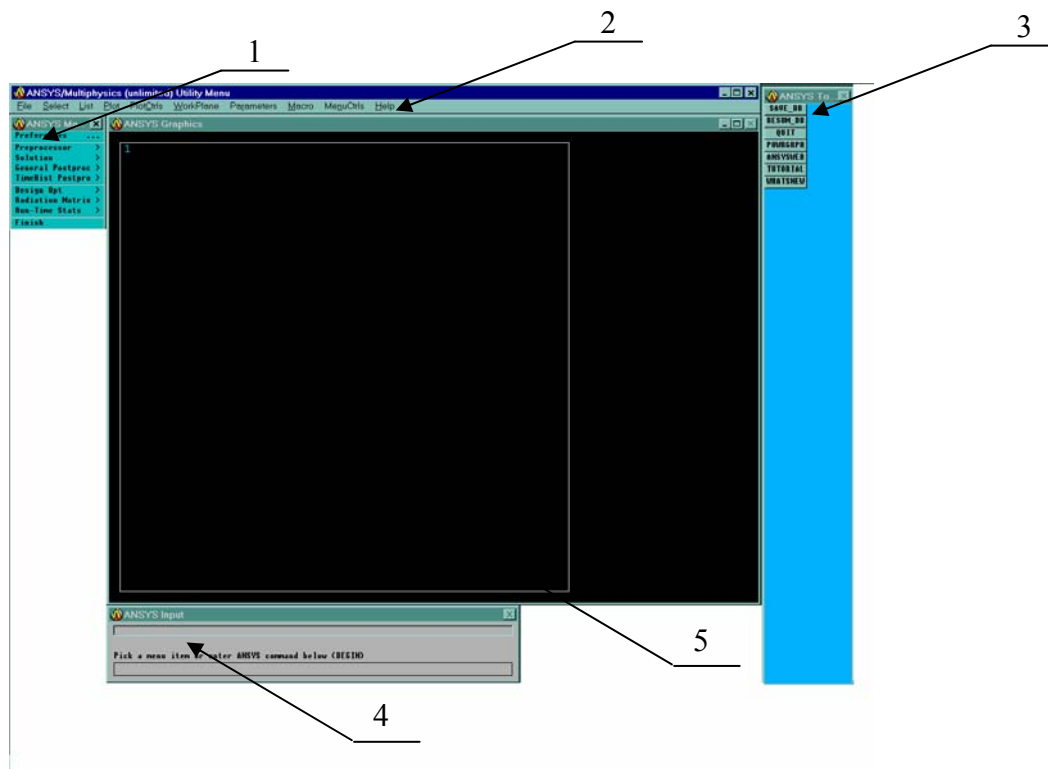 1
2
3
ANSYS/Multiphysics (unlimited) Utility Menu
File Select List Plot PlotCtrls WorkPlane Parameters Macro MenuCtrls Help
ANSYS Ma
Preferences ...
Preprocessor >
Solution >
General Postproc >
TimeHist Postpro >
Design Opt >
Radiation Matrix >
Run-Time Stats >
Finish
ANSYS Graphics
1
ANSYS To
SAVE_DB
RESUM_DB
QUIT
POWRGRPH
ANSYSWEB
TUTORIAL
WHATSNEW
ANSYS Input
Pick a menu item or enter ANSYS command below (BEGIN)
5
4